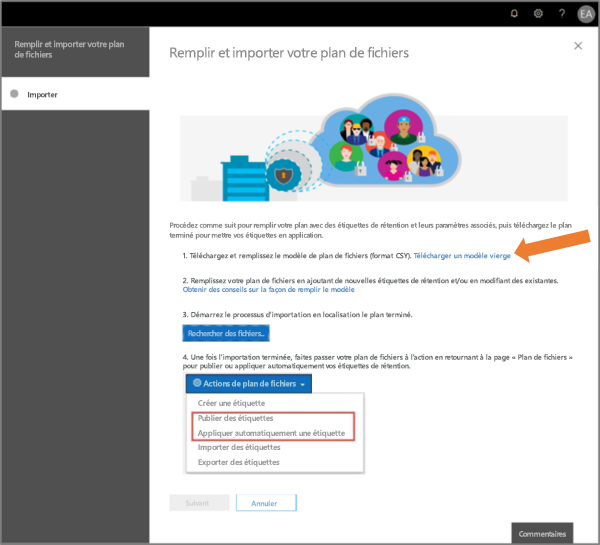 EA
Remplir et importer votre plan
de fichiers
Importer
Remplir et importer votre plan de fichiers
Procédez comme suit pour remplir votre plan avec des étiquettes de rétention et leurs paramètres associés, puis téléchargez le plan
terminé pour mettre vos étiquettes en application.
1. Téléchargez et remplissez le modèle de plan de fichiers (format CSY). Télécharger un modèle vierge
2. Remplissez votre plan de fichiers en ajoutant de nouvelles étiquettes de rétention et/ou en modifiant des existantes.
Obtenir des conseils sur la façon de remplir le modèle
3. Démarrez le processus d'importation en localisation le plan terminé.
Rechercher des fichiers...
4. Une fois l'importation terminée, faites passer votre plan de fichiers à l'action en retournant à la page « Plan de fichiers »
pour publier ou appliquer automatiquement vos étiquettes de rétention.
Actions de plan de fichiers
Créer une étiquette
Publier des étiquettes
Appliquer automatiquement une étiquette
Importer des étiquettes
Exporter des étiquettes
Suivant
Annuler
Commentaires